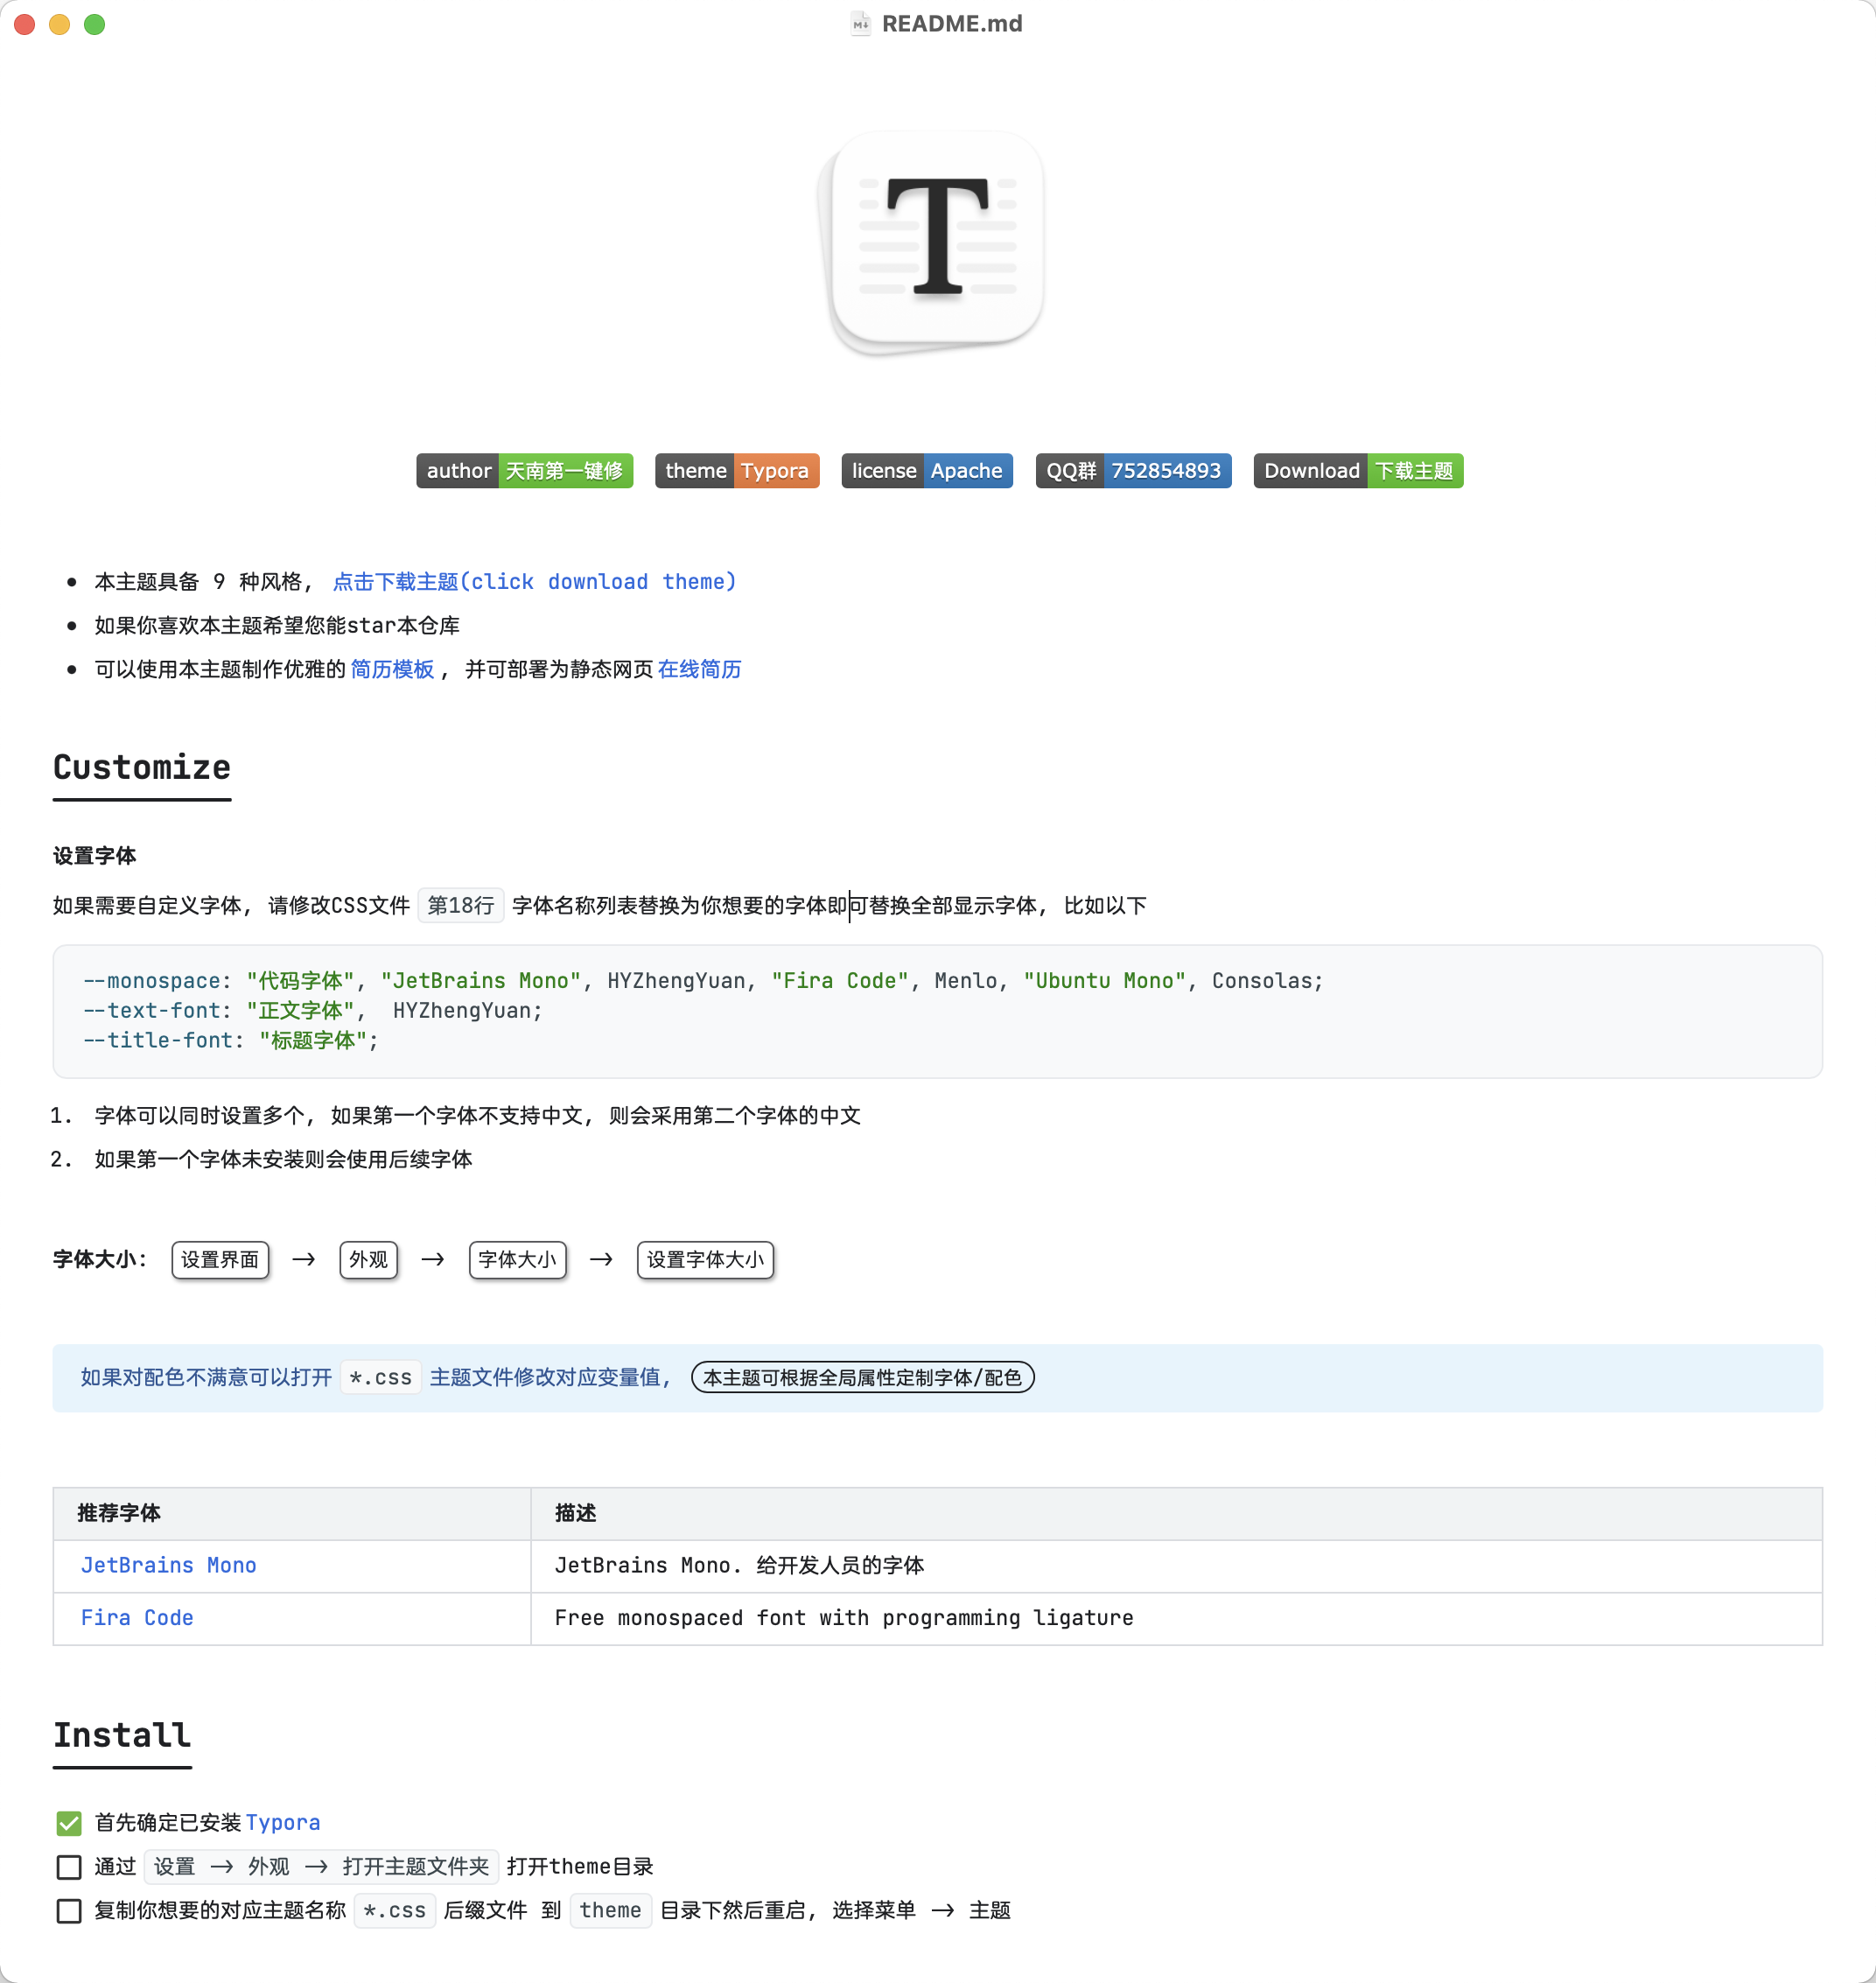 README.md
T
author 天南第一键修 theme Typora license Apache QQ群 752854893 Download 下载主题
本主题具备 9 种风格, 点击下载主题(click download theme)
如果你喜欢本主题希望您能star本仓库
可以使用本主题制作优雅的简历模板, 并可部署为静态网页在线简历
Customize
设置字体
如果需要自定义字体, 请修改CSS文件 第18行 字体名称列表替换为你想要的字体即可替换全部显示字体, 比如以下
--monospace: "代码字体", "JetBrains Mono", HYZhengYuan, "Fira Code", Menlo, "Ubuntu Mono", Consolas;
--text-font: "正文字体",  HYZhengYuan;
--title-font: "标题字体";
1. 字体可以同时设置多个, 如果第一个字体不支持中文, 则会采用第二个字体的中文
2. 如果第一个字体未安装则会使用后续字体
字体大小: 设置界面 → 外观 → 字体大小 → 设置字体大小
如果对配色不满意可以打开 *.css 主题文件修改对应变量值, 本主题可根据全局属性定制字体/配色
推荐字体 描述
JetBrains Mono JetBrains Mono. 给开发人员的字体
Fira Code Free monospaced font with programming ligature
Install
首先确定已安装Typora
通过 设置 → 外观 → 打开主题文件夹 打开theme目录
复制你想要的对应主题名称 *.css 后缀文件 到 theme 目录下然后重启, 选择菜单 → 主题